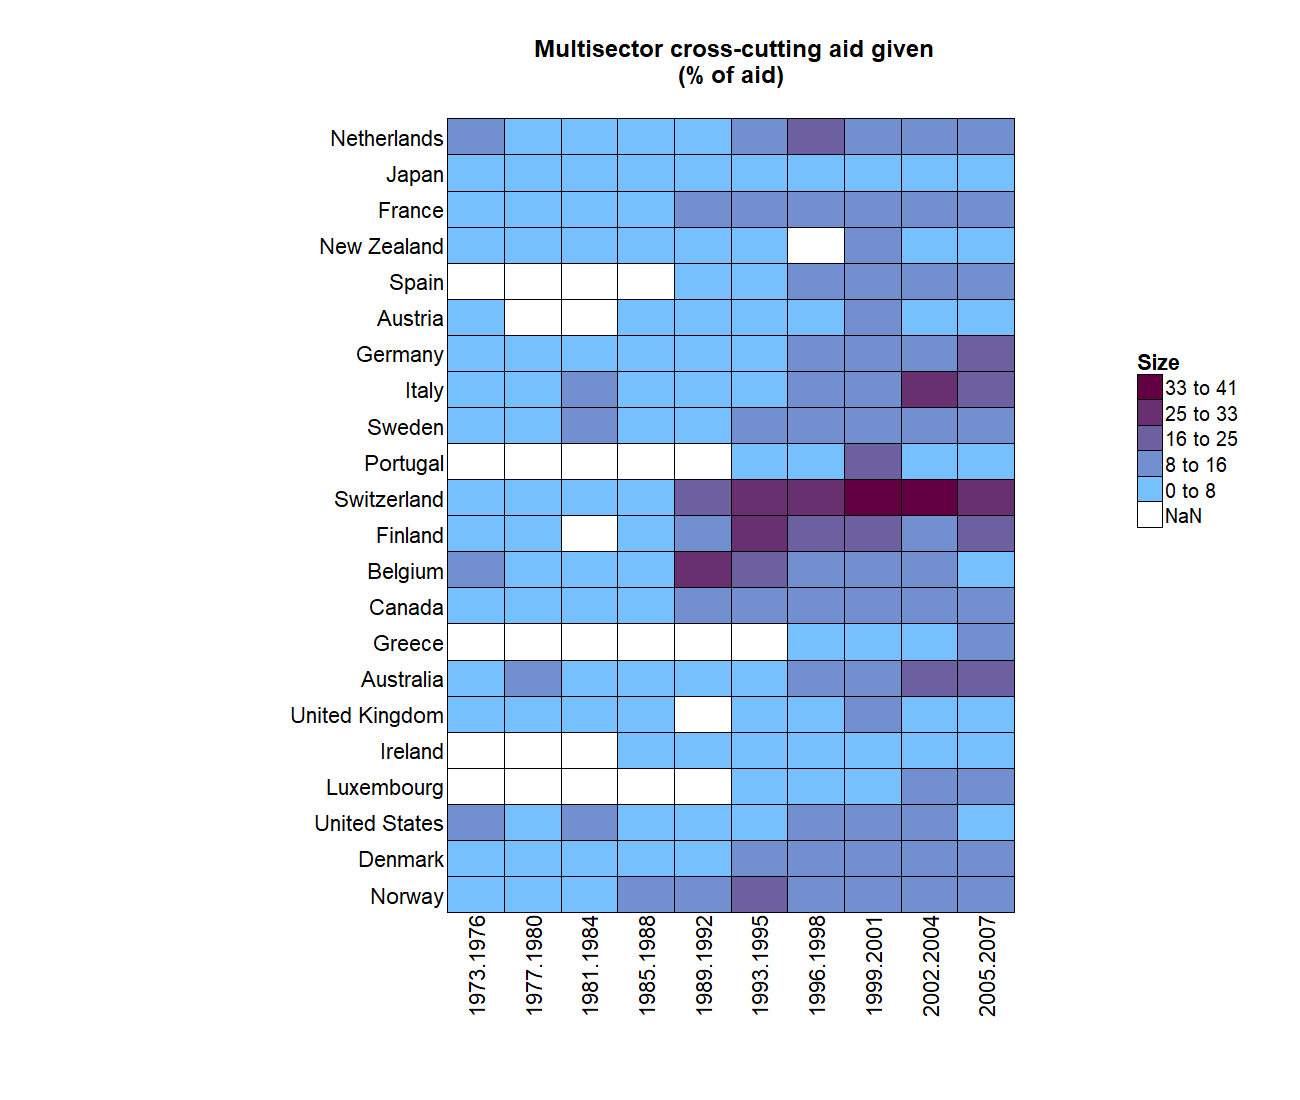 Multisector cross-cutting aid given
(% of aid)
Netherlands
Japan
France
New Zealand
Spain
Austria
Germany
Italy
Sweden
Portugal
Switzerland
Finland
Belgium
Canada
Greece
Australia
United Kingdom
Ireland
Luxembourg
United States
Denmark
Norway
1973.1976
1977.1980
1981.1984
1985.1988
1989.1992
1993.1995
1996.1998
1999.2001
2002.2004
2005.2007
Size
33 to 41
25 to 33
16 to 25
8 to 16
0 to 8
NaN